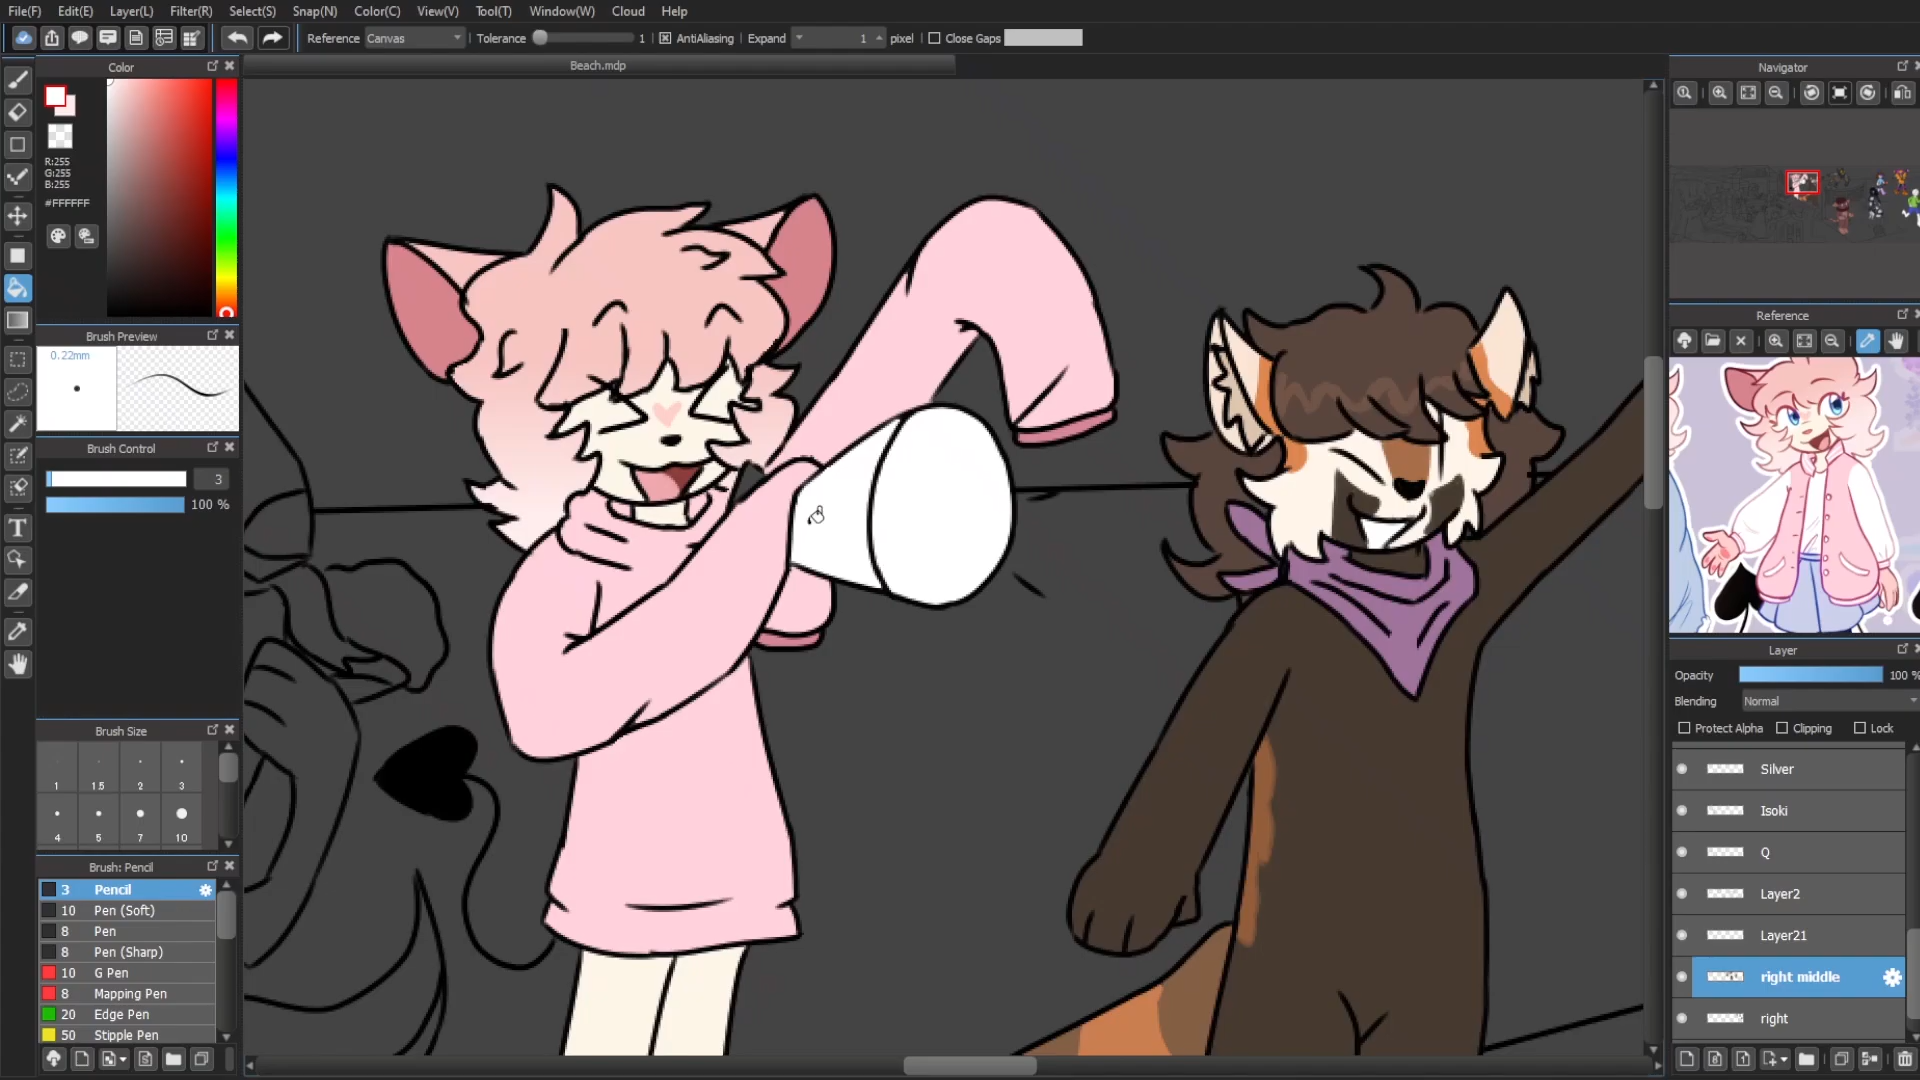 File(F) Edit(E) Layer(L) Filter(R) Select(S) Snap(N) Color(C) View(V) Tool(T) Window(W) Cloud Help
Reference Canvas Tolerance 1 AntiAliasing Expand 1 pixel Close Gaps
Color
Beach.mdp
Navigator
R:255
G:255
B:255
#FFFFFF
Brush Preview
0.22mm
Reference
Brush Control
3
100 %
Layer
Opacity 100 %
Blending Normal
Protect Alpha Clipping Lock
Brush Size
1 1.5 2 3
4 5 7 10
Silver
Isoki
Q
Layer2
Layer21
right middle
right
Brush: Pencil
3 Pencil
10 Pen (Soft)
8 Pen
8 Pen (Sharp)
10 G Pen
8 Mapping Pen
20 Edge Pen
50 Stipple Pen